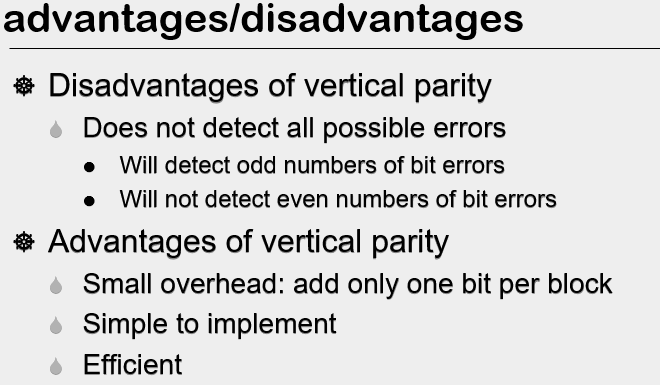 advantages/disadvantages
Disadvantages of vertical parity
Does not detect all possible errors
Will detect odd numbers of bit errors
Will not detect even numbers of bit errors
Advantages of vertical parity
Small overhead: add only one bit per block
Simple to implement
Efficient